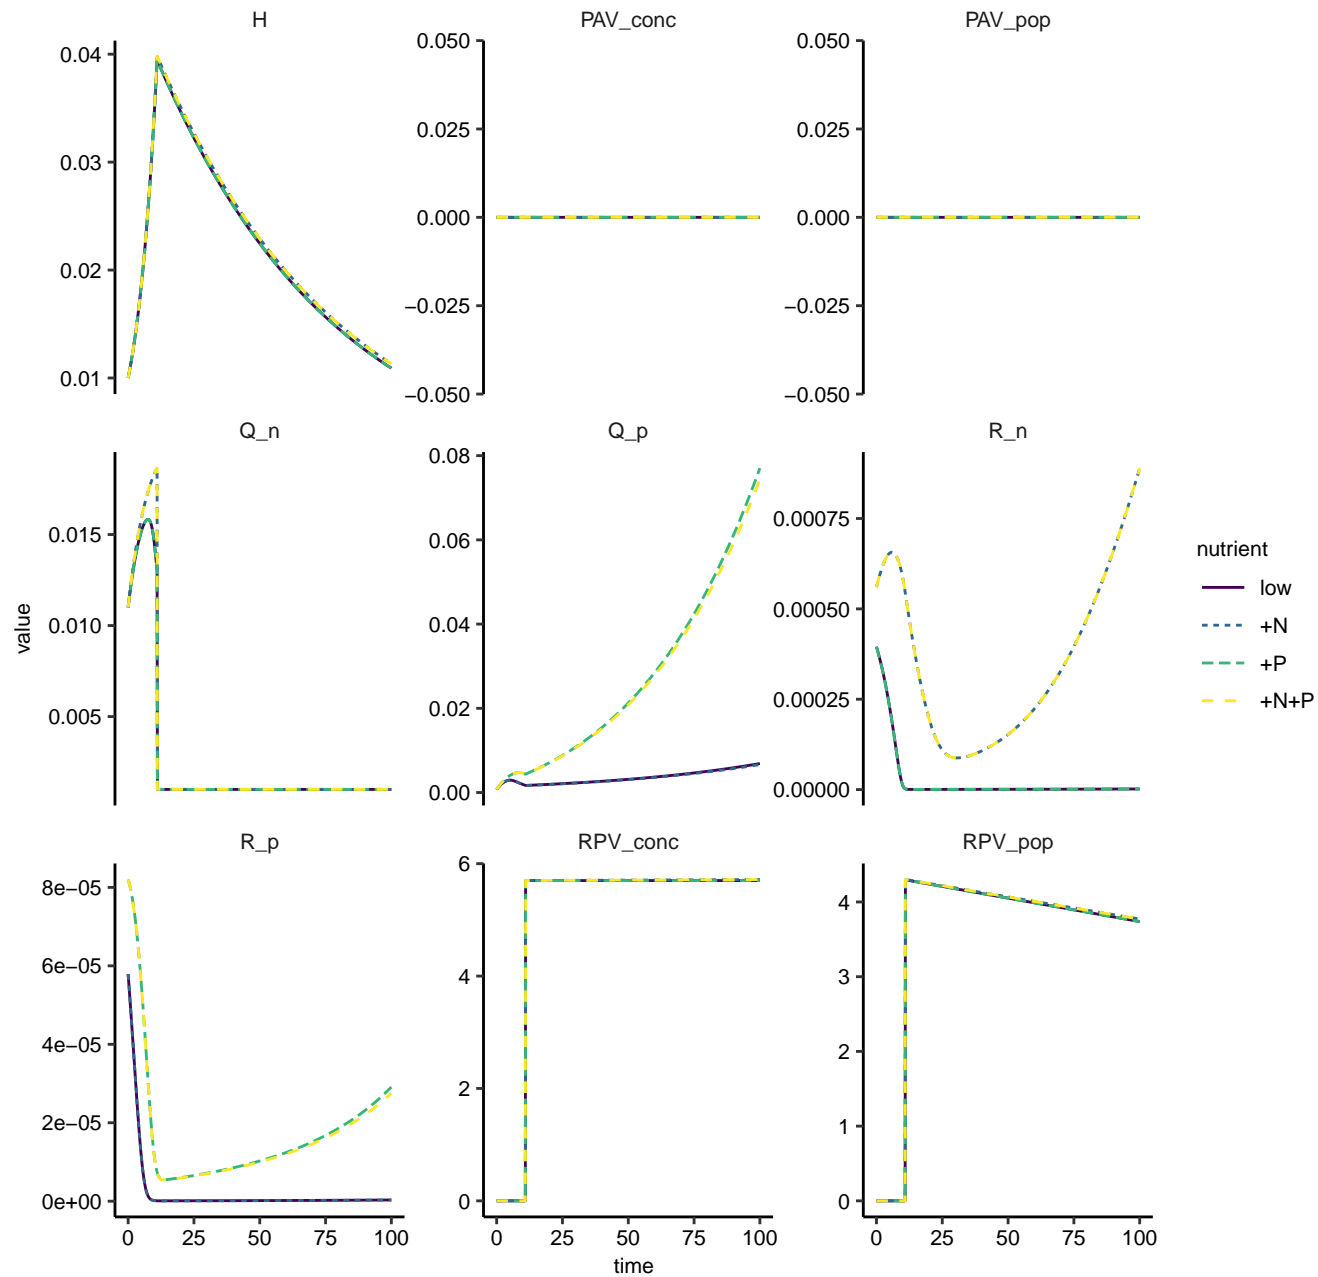 H
PAV_conc
PAV_pop
0.04
0.03
0.02
0.01
0.050
0.025
0.000
−0.025
−0.050
0.050
0.025
0.000
−0.025
−0.050
Q_n
Q_p
R_n
0.015
0.010
0.005
0.08
0.06
0.04
0.02
0.00
0.00075
0.00050
0.00025
0.00000
R_p
RPV_conc
RPV_pop
8e−05
6e−05
4e−05
2e−05
0e+00
6
4
2
0
4
3
2
1
0
0 25 50 75 100
0 25 50 75 100
0 25 50 75 100
time
value
nutrient
low
+N
+P
+N+P